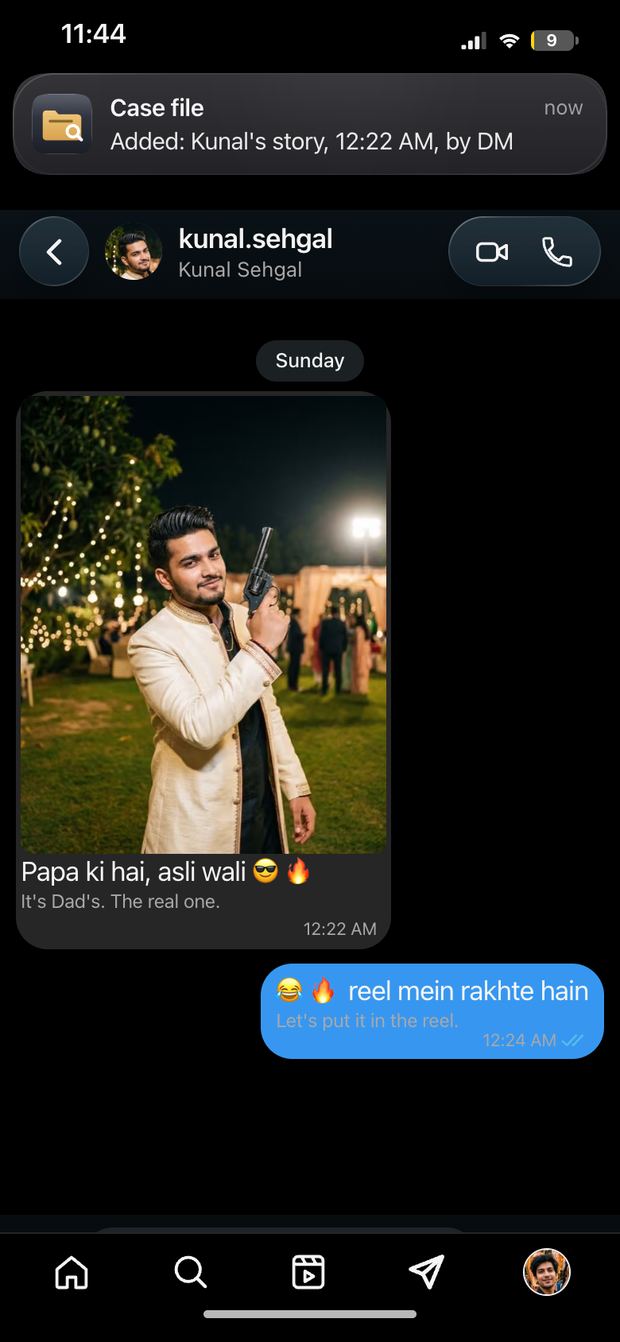 11:44
9
Case file
now
Added: Kunal's story, 12:22 AM, by DM
kunal.sehgal
Kunal Sehgal
Sunday
Papa ki hai, asli wali 😎 🔥
It's Dad's. The real one.
12:22 AM
😂 🔥 reel mein rakhte hain
Let's put it in the reel.
12:24 AM